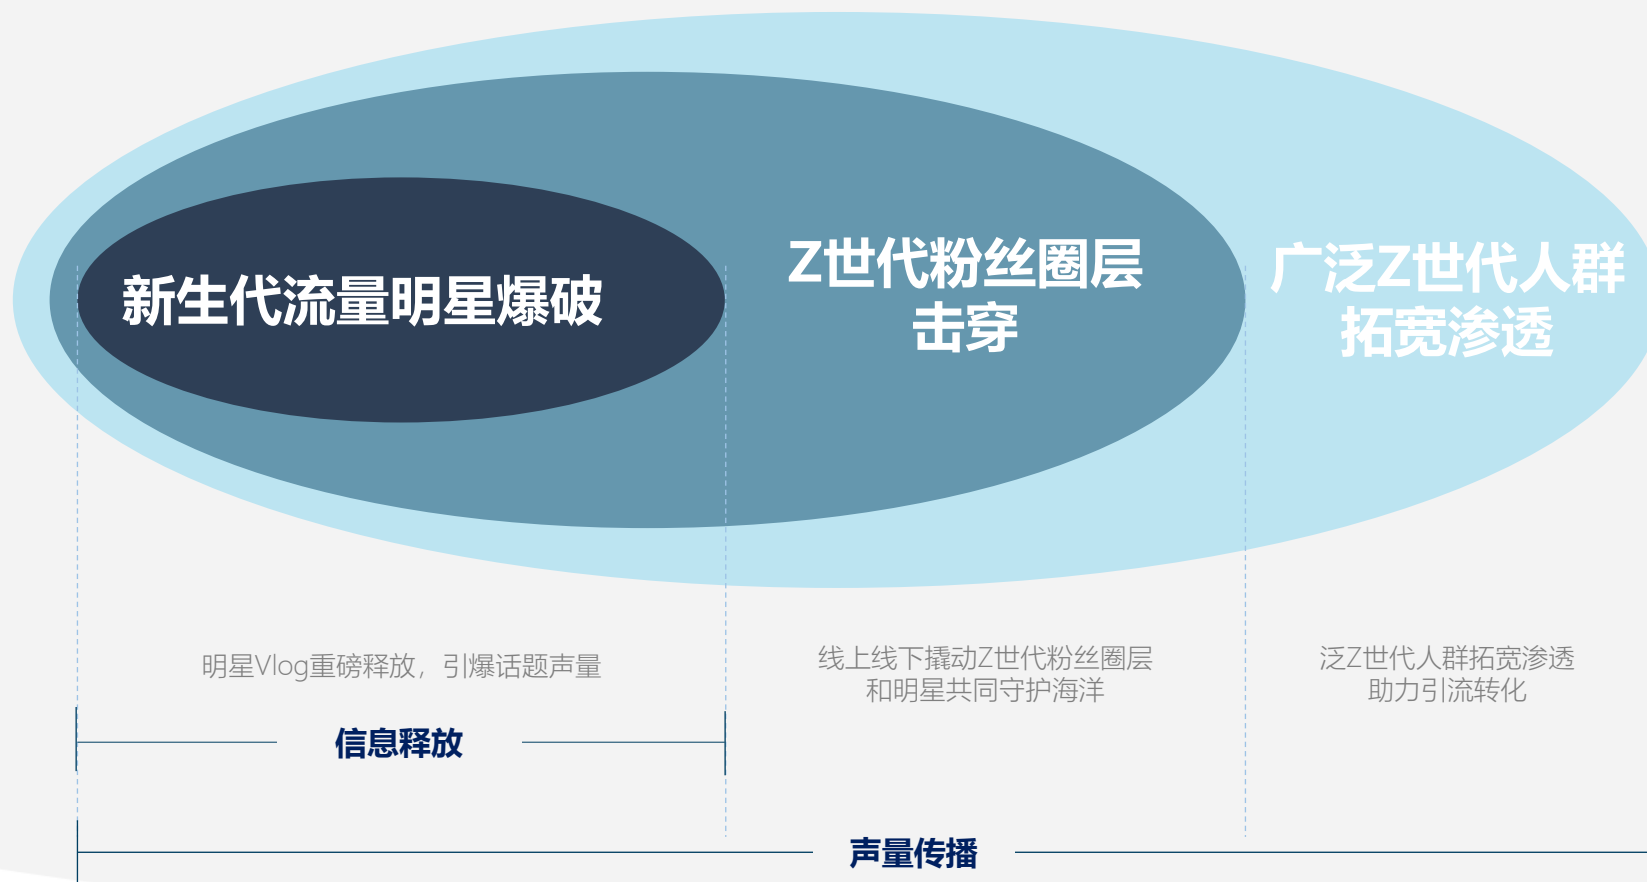 新生代流量明星爆破
Z世代粉丝圈层
击穿
广泛Z世代人群
拓宽渗透
明星Vlog重磅释放，引爆话题声量
线上线下撬动Z世代粉丝圈层
和明星共同守护海洋
泛Z世代人群拓宽渗透
助力引流转化
信息释放
声量传播